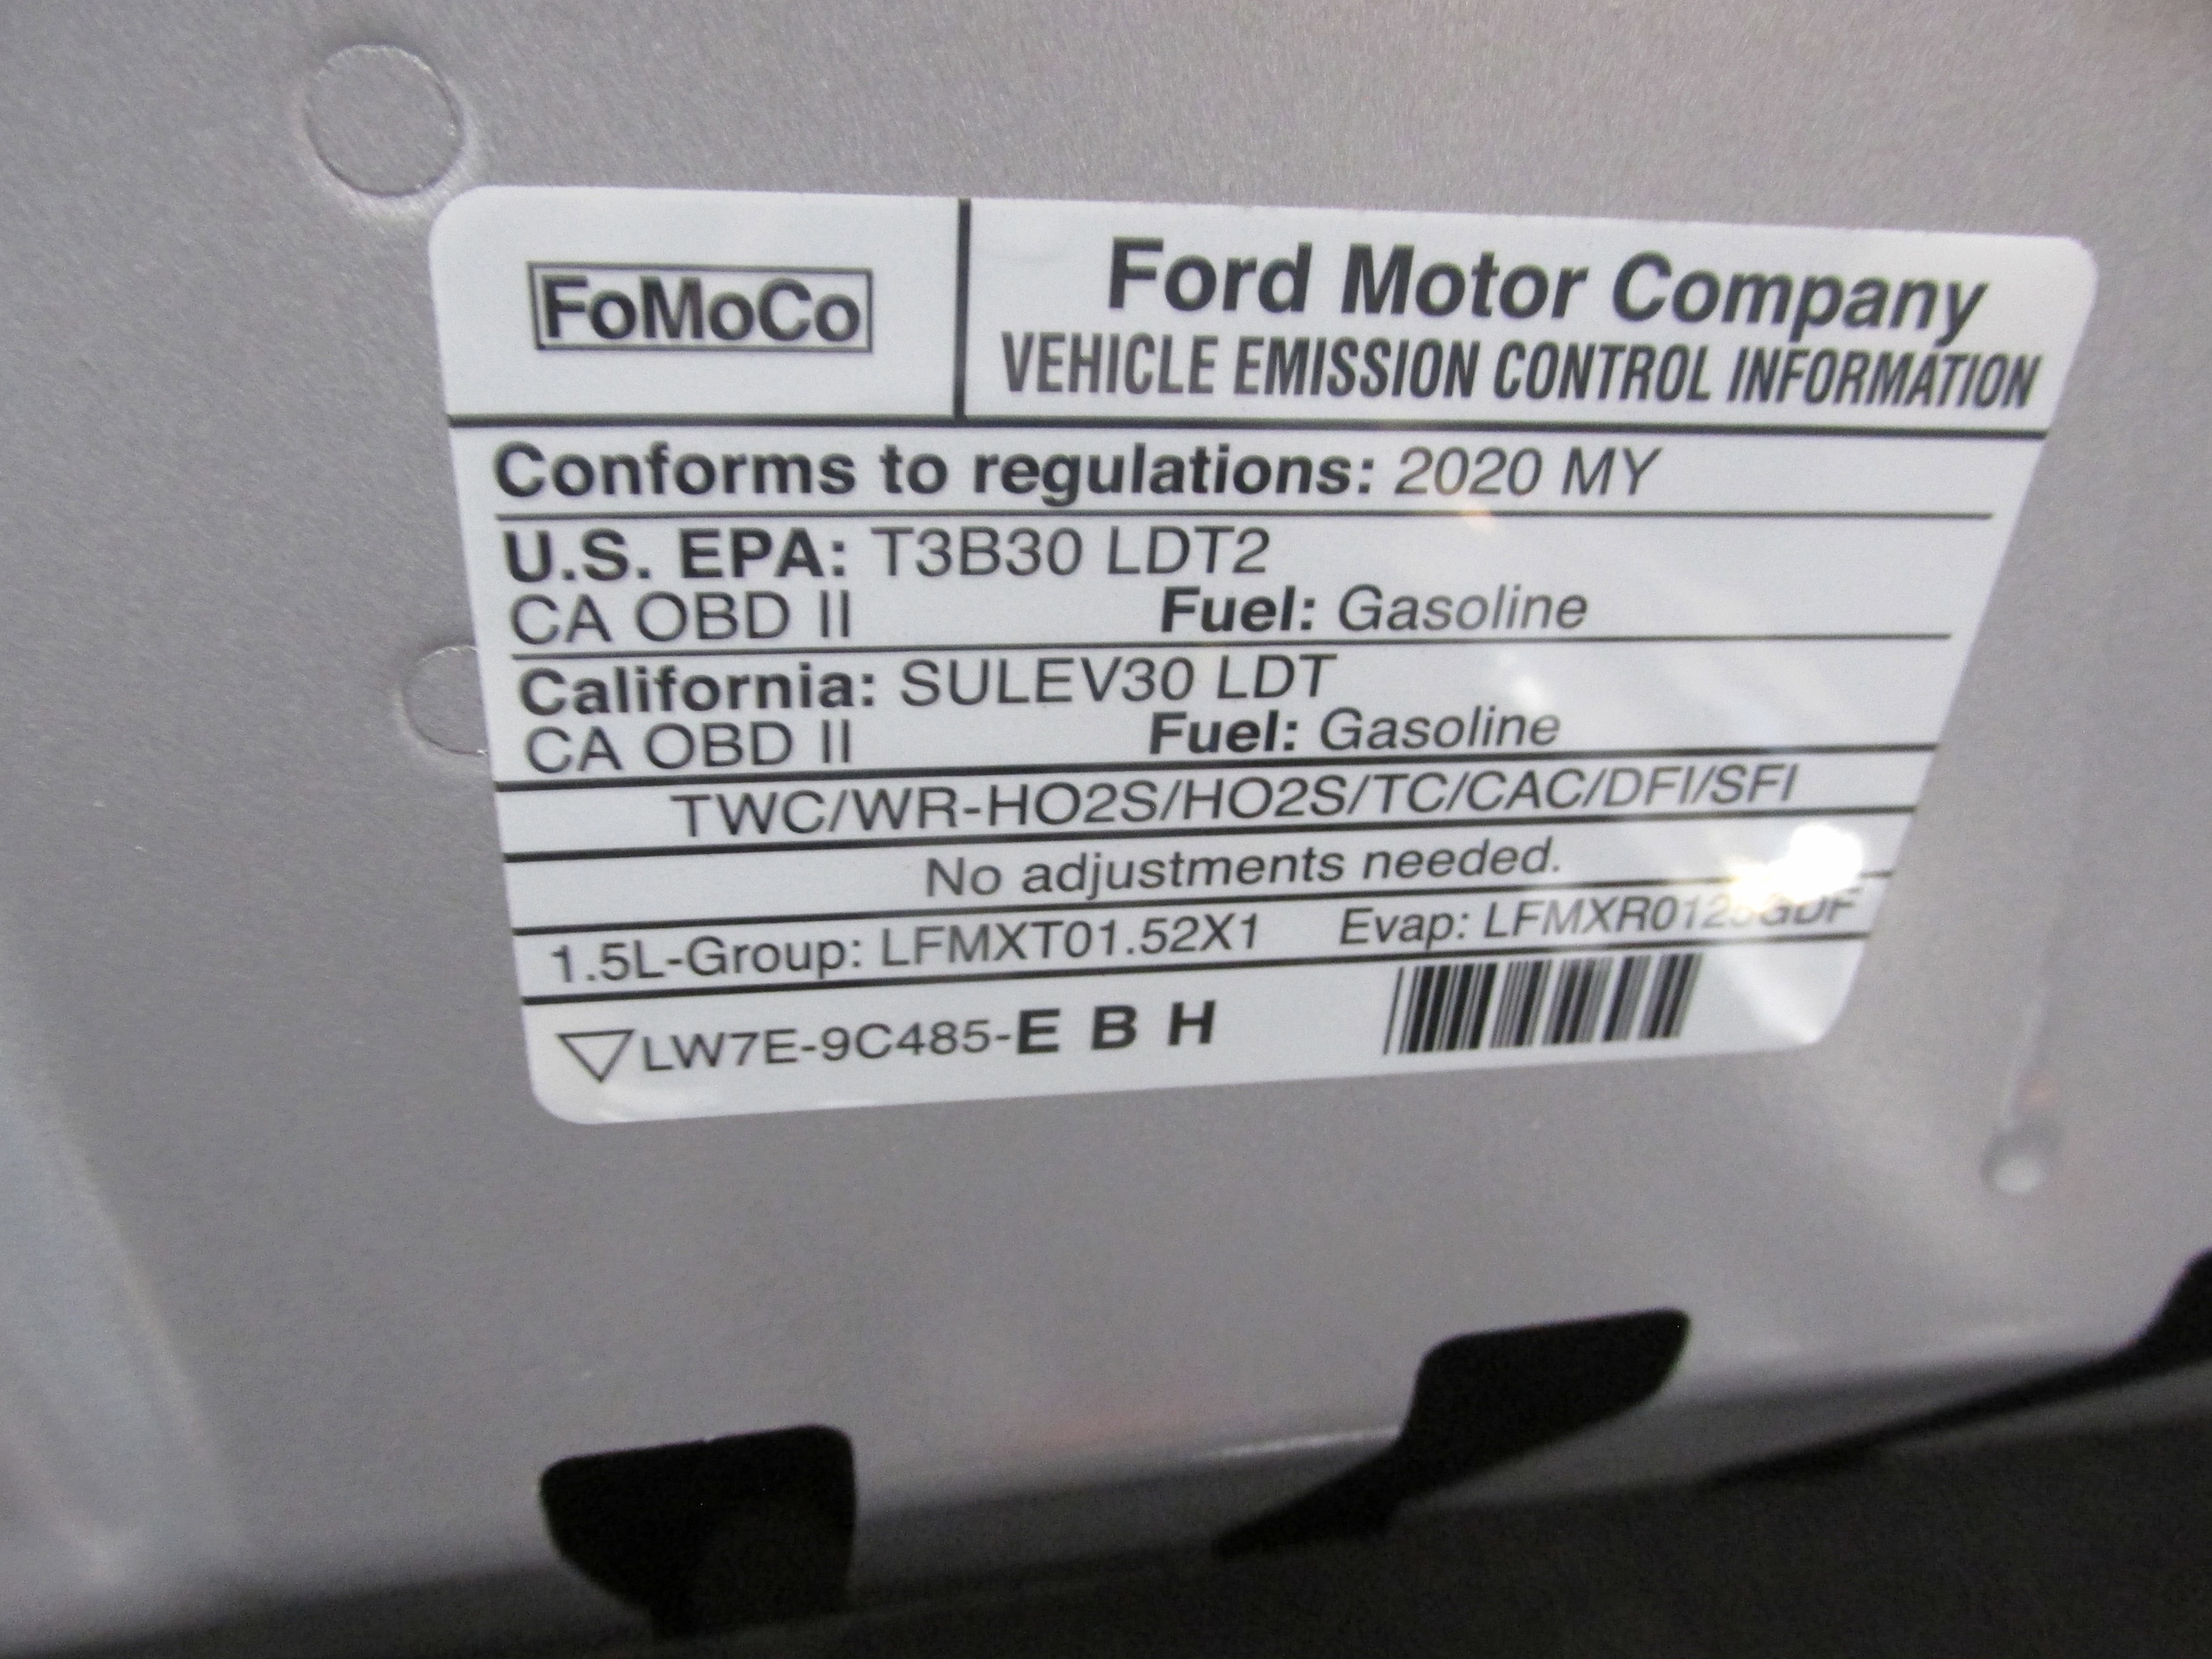 FoMoCo
Ford Motor Company
VEHICLE EMISSION CONTROL INFORMATION
Conforms to regulations: 2020 MY
U.S. EPA: T3B30 LDT2
CA OBD II Fuel: Gasoline
California: SULEV30 LDT
CA OBD II Fuel: Gasoline
TWC/WR-HO2S/HO2S/TC/CAC/DFI/SFI
No adjustments needed.
1.5L-Group: LFMXT01.52X1 Evap:
LW7E-9C485-E B H